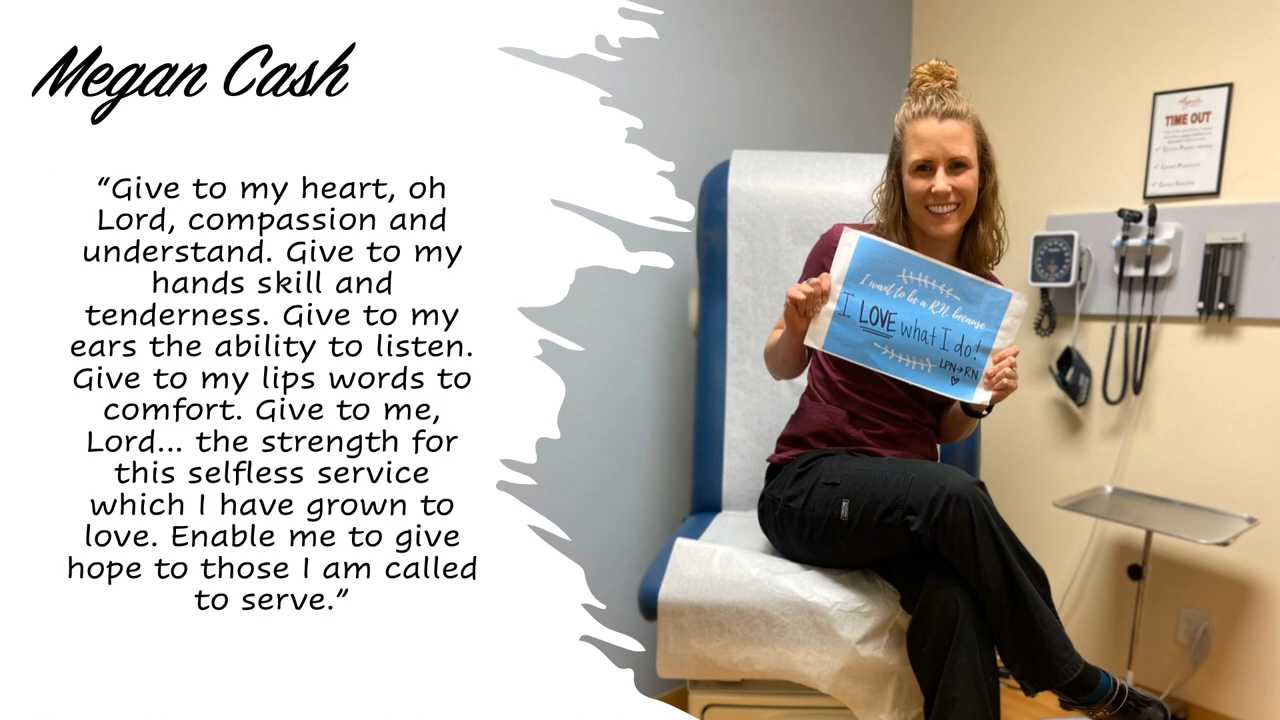 Megan Cash
“Give to my heart, oh
Lord, compassion and
understand. Give to my
hands skill and
tenderness. Give to my
ears the ability to listen.
Give to my lips words to
comfort. Give to me,
Lord... the strength for
this selfless service
which I have grown to
love. Enable me to give
hope to those I am called
to serve.”
I want to be a RN because
I LOVE what I do!
LPN→RN
TIME OUT